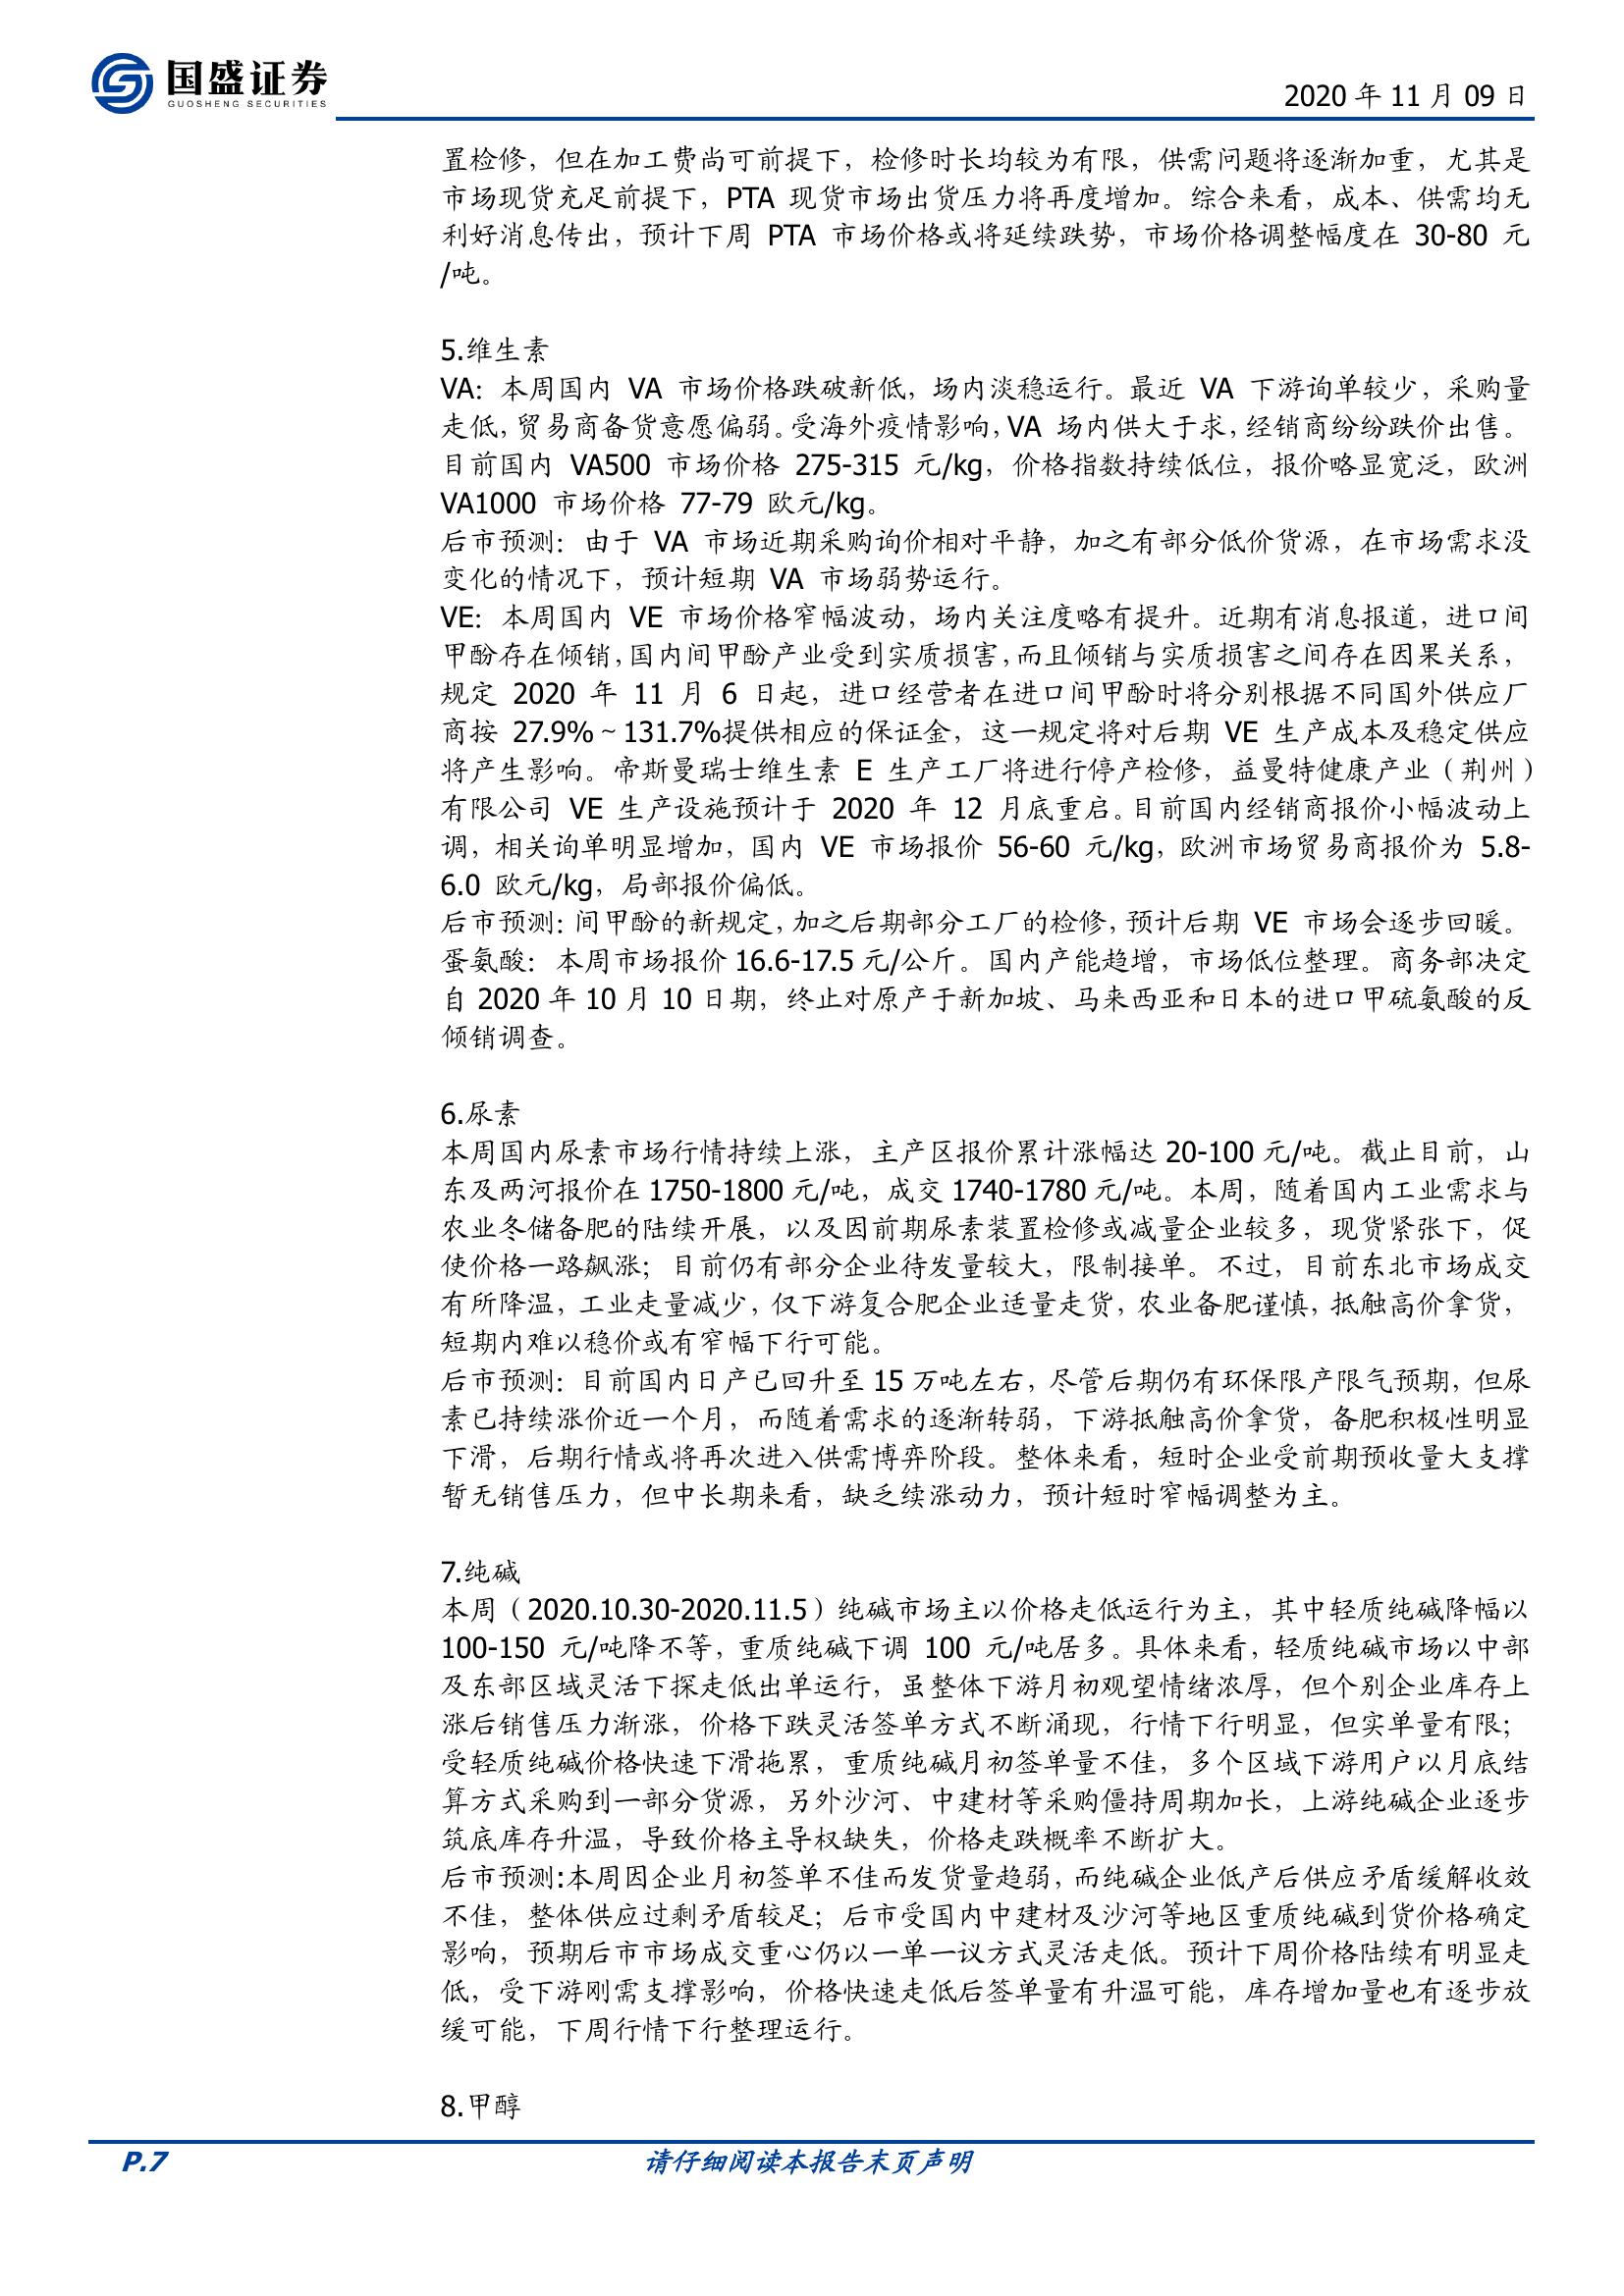 国盛证券
GUOSHENG SECURITIES
2020 年 11 月 09 日
置检修，但在加工费尚可前提下，检修时长均较为有限，供需问题将逐渐加重，尤其是
市场现货充足前提下，PTA 现货市场出货压力将再度增加。综合来看，成本、供需均无
利好消息传出，预计下周 PTA 市场价格或将延续跌势，市场价格调整幅度在 30-80 元
/吨。
5.维生素
VA：本周国内 VA 市场价格跌破新低，场内淡稳运行。最近 VA 下游询单较少，采购量
走低，贸易商备货意愿偏弱。受海外疫情影响，VA 场内供大于求，经销商纷纷跌价出售。
目前国内 VA500 市场价格 275-315 元/kg，价格指数持续低位，报价略显宽泛，欧洲
VA1000 市场价格 77-79 欧元/kg。
后市预测：由于 VA 市场近期采购询价相对平静，加之有部分低价货源，在市场需求没
变化的情况下，预计短期 VA 市场弱势运行。
VE：本周国内 VE 市场价格窄幅波动，场内关注度略有提升。近期有消息报道，进口间
甲酚存在倾销，国内间甲酚产业受到实质损害，而且倾销与实质损害之间存在因果关系，
规定 2020 年 11 月 6 日起，进口经营者在进口间甲酚时将分别根据不同国外供应厂
商按 27.9%～131.7%提供相应的保证金，这一规定将对后期 VE 生产成本及稳定供应
将产生影响。帝斯曼瑞士维生素 E 生产工厂将进行停产检修，益曼特健康产业（荆州）
有限公司 VE 生产设施预计于 2020 年 12 月底重启。目前国内经销商报价小幅波动上
调，相关询单明显增加，国内 VE 市场报价 56-60 元/kg，欧洲市场贸易商报价为 5.8-
6.0 欧元/kg，局部报价偏低。
后市预测：间甲酚的新规定，加之后期部分工厂的检修，预计后期 VE 市场会逐步回暖。
蛋氨酸：本周市场报价 16.6-17.5 元/公斤。国内产能趋增，市场低位整理。商务部决定
自 2020 年 10 月 10 日期，终止对原产于新加坡、马来西亚和日本的进口甲硫氨酸的反
倾销调查。
6.尿素
本周国内尿素市场行情持续上涨，主产区报价累计涨幅达 20-100 元/吨。截止目前，山
东及两河报价在 1750-1800 元/吨，成交 1740-1780 元/吨。本周，随着国内工业需求与
农业冬储备肥的陆续开展，以及因前期尿素装置检修或减量企业较多，现货紧张下，促
使价格一路飙涨；目前仍有部分企业待发量较大，限制接单。不过，目前东北市场成交
有所降温，工业走量减少，仅下游复合肥企业适量走货，农业备肥谨慎，抵触高价拿货，
短期内难以稳价或有窄幅下行可能。
后市预测：目前国内日产已回升至 15 万吨左右，尽管后期仍有环保限产限气预期，但尿
素已持续涨价近一个月，而随着需求的逐渐转弱，下游抵触高价拿货，备肥积极性明显
下滑，后期行情或将再次进入供需博弈阶段。整体来看，短时企业受前期预收量大支撑
暂无销售压力，但中长期来看，缺乏续涨动力，预计短时窄幅调整为主。
7.纯碱
本周（2020.10.30-2020.11.5）纯碱市场主以价格走低运行为主，其中轻质纯碱降幅以
100-150 元/吨降不等，重质纯碱下调 100 元/吨居多。具体来看，轻质纯碱市场以中部
及东部区域灵活下探走低出单运行，虽整体下游月初观望情绪浓厚，但个别企业库存上
涨后销售压力渐涨，价格下跌灵活签单方式不断涌现，行情下行明显，但实单量有限；
受轻质纯碱价格快速下滑拖累，重质纯碱月初签单量不佳，多个区域下游用户以月底结
算方式采购到一部分货源，另外沙河、中建材等采购僵持周期加长，上游纯碱企业逐步
筑底库存升温，导致价格主导权缺失，价格走跌概率不断扩大。
后市预测:本周因企业月初签单不佳而发货量趋弱，而纯碱企业低产后供应矛盾缓解收效
不佳，整体供应过剩矛盾较足；后市受国内中建材及沙河等地区重质纯碱到货价格确定
影响，预期后市市场成交重心仍以一单一议方式灵活走低。预计下周价格陆续有明显走
低，受下游刚需支撑影响，价格快速走低后签单量有升温可能，库存增加量也有逐步放
缓可能，下周行情下行整理运行。
8.甲醇
P.7
请仔细阅读本报告末页声明